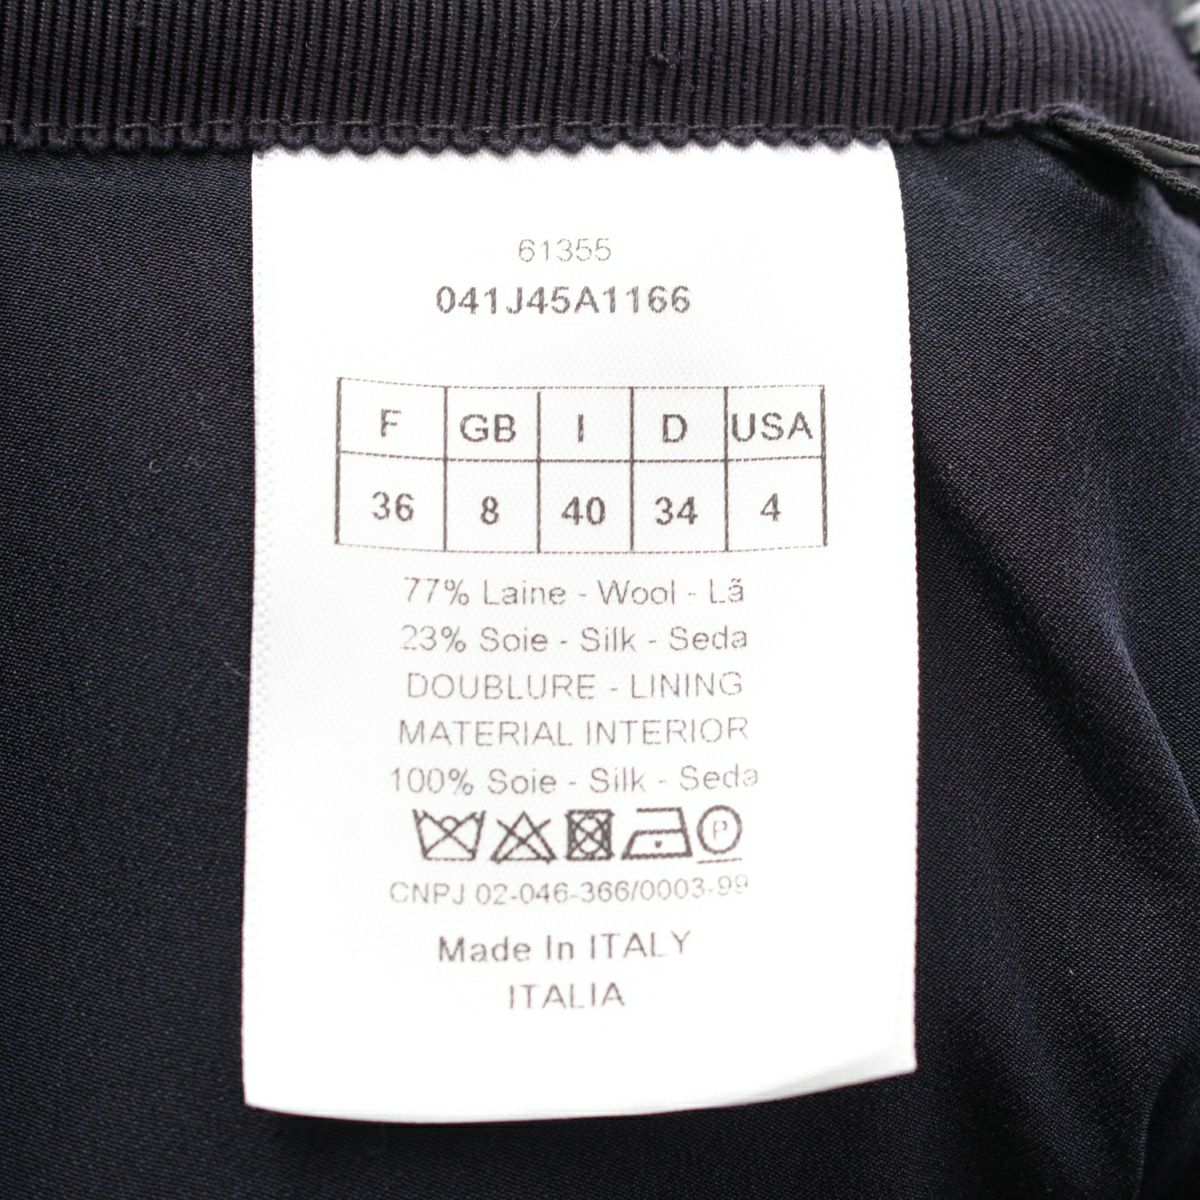 61355
041J45A1166
F GB I D USA
36 8 40 34 4
77% Laine - Wool - Lã
23% Soie - Silk - Seda
DOUBLURE - LINING
MATERIAL INTERIOR
100% Soie - Silk - Seda
P
CNPJ 02-046-366/0003-99
Made In ITALY
ITALIA